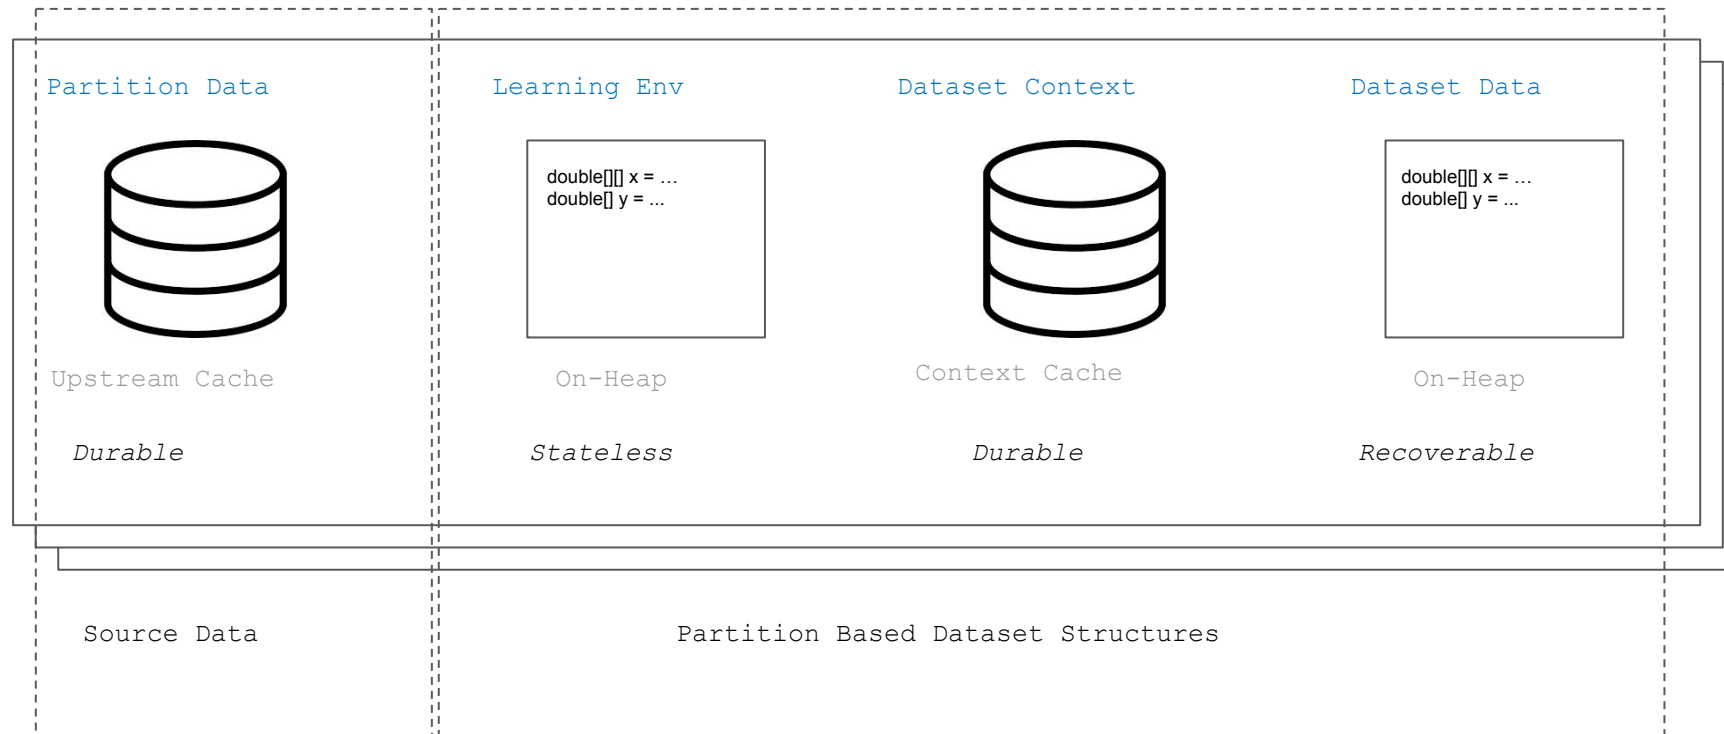 Partition Data
Learning Env
Dataset Context
Dataset Data
double[][] x = …
double[] y = ...
double[][] x = …
double[] y = ...
Upstream Cache
On-Heap
Context Cache
On-Heap
Durable
Stateless
Durable
Recoverable
Source Data
Partition Based Dataset Structures